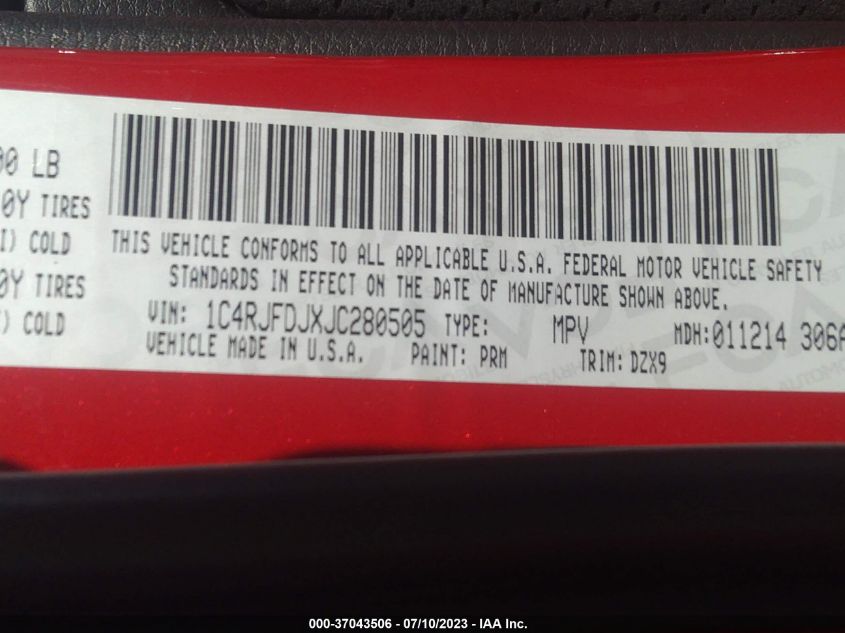 00 LB
0Y TIRES
I) COLD
0Y TIRES
F) COLD
THIS VEHICLE CONFORMS TO ALL APPLICABLE U.S.A. FEDERAL MOTOR VEHICLE SAFETY
STANDARDS IN EFFECT ON THE DATE OF MANUFACTURE SHOWN ABOVE.
VIN: 1C4RJFDJXJC280505 TYPE: MPV MDH:011214 306A
VEHICLE MADE IN U.S.A. PAINT: PRM TRIM: DZX9
000-37043506 - 07/10/2023 - IAA Inc.